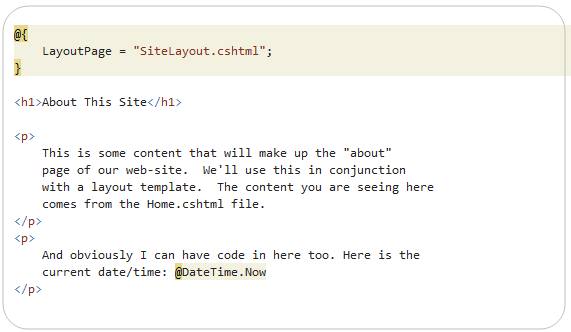 @{
    LayoutPage = "SiteLayout.cshtml";
}
<h1>About This Site</h1>
<p>
    This is some content that will make up the "about"
    page of our web-site.  We'll use this in conjunction
    with a layout template.  The content you are seeing here
    comes from the Home.cshtml file.
</p>
<p>
    And obviously I can have code in here too. Here is the
    current date/time: @DateTime.Now
</p>